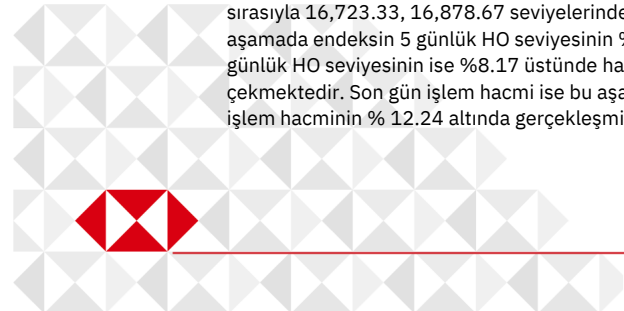 sırasıyla 16,723.33, 16,878.67 seviyelerinde
aşamada endeksin 5 günlük HO seviyesinin %
günlük HO seviyesinin ise %8.17 üstünde ha
çekmektedir. Son gün işlem hacmi ise bu aşa
işlem hacminin % 12.24 altında gerçekleşmi